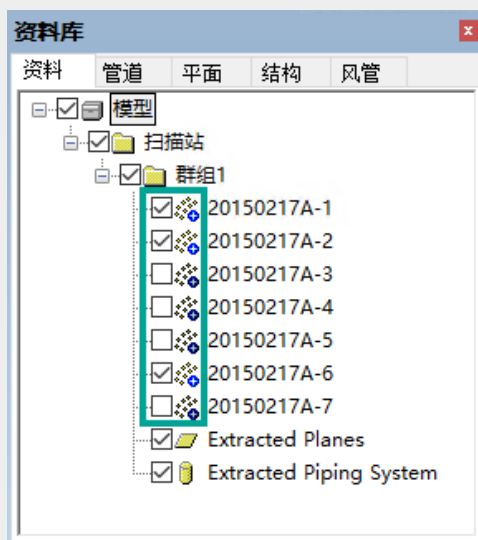 资料库
资料 管道 平面 结构 风管
模型
扫描站
群组1
20150217A-1
20150217A-2
20150217A-3
20150217A-4
20150217A-5
20150217A-6
20150217A-7
Extracted Planes
Extracted Piping System